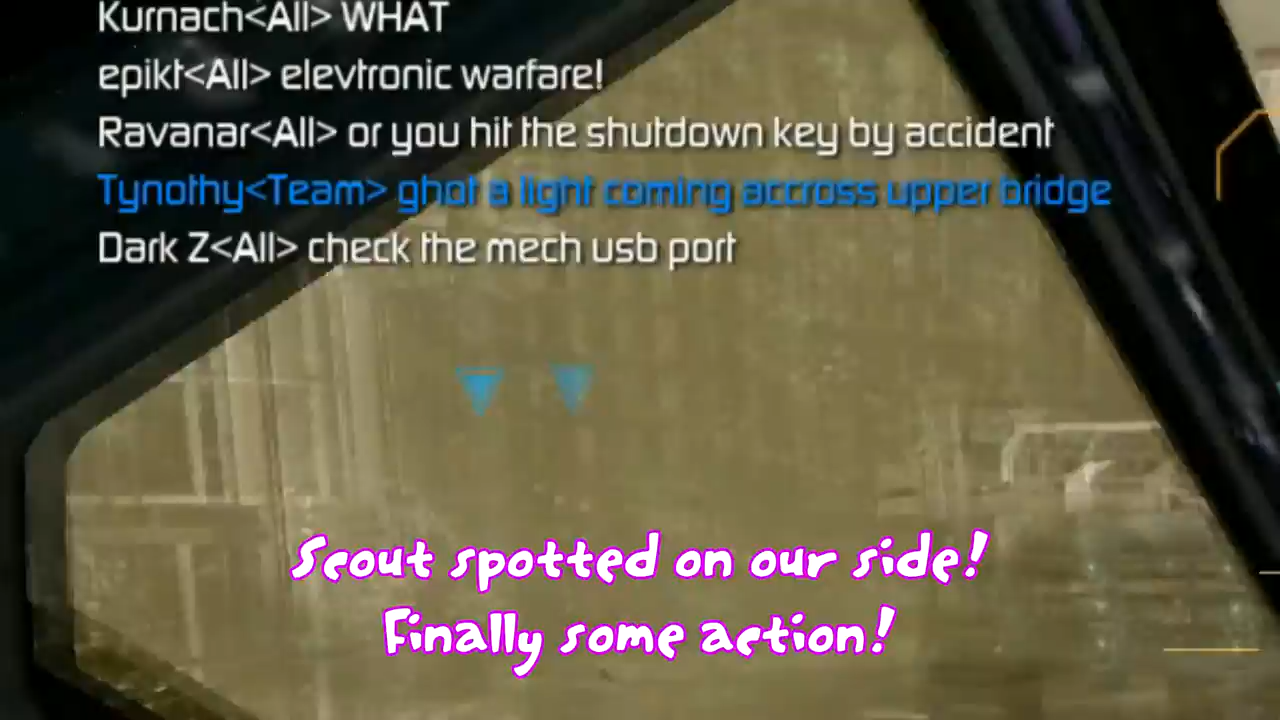 Kurnach<All> WHAT
epikt<All> elevtronic warfare!
Ravanar<All> or you hit the shutdown key by accident
Tynothy<Team> ghot a light coming accross upper bridge
Dark Z<All> check the mech usb port
Scout spotted on our side!
Finally some action!